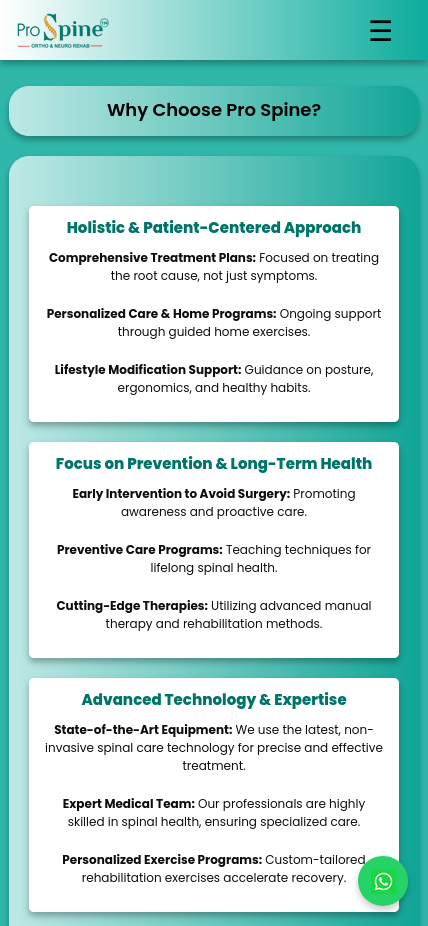 Pro Spine TM
ORTHO & NEURO REHAB
Why Choose Pro Spine?
Holistic & Patient-Centered Approach
Comprehensive Treatment Plans: Focused on treating
the root cause, not just symptoms.
Personalized Care & Home Programs: Ongoing support
through guided home exercises.
Lifestyle Modification Support: Guidance on posture,
ergonomics, and healthy habits.
Focus on Prevention & Long-Term Health
Early Intervention to Avoid Surgery: Promoting
awareness and proactive care.
Preventive Care Programs: Teaching techniques for
lifelong spinal health.
Cutting-Edge Therapies: Utilizing advanced manual
therapy and rehabilitation methods.
Advanced Technology & Expertise
State-of-the-Art Equipment: We use the latest, non-
invasive spinal care technology for precise and effective
treatment.
Expert Medical Team: Our professionals are highly
skilled in spinal health, ensuring specialized care.
Personalized Exercise Programs: Custom-tailored
rehabilitation exercises accelerate recovery.